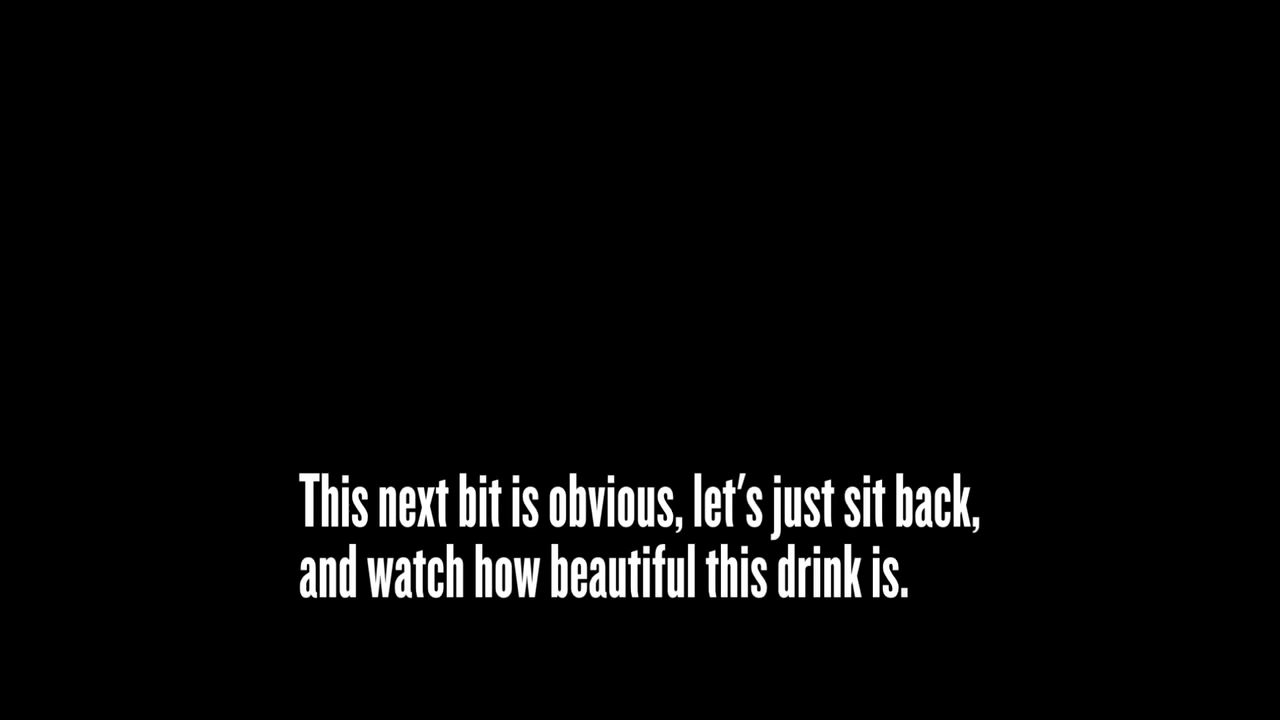 This next bit is obvious, let's just sit back,
and watch how beautiful this drink is.